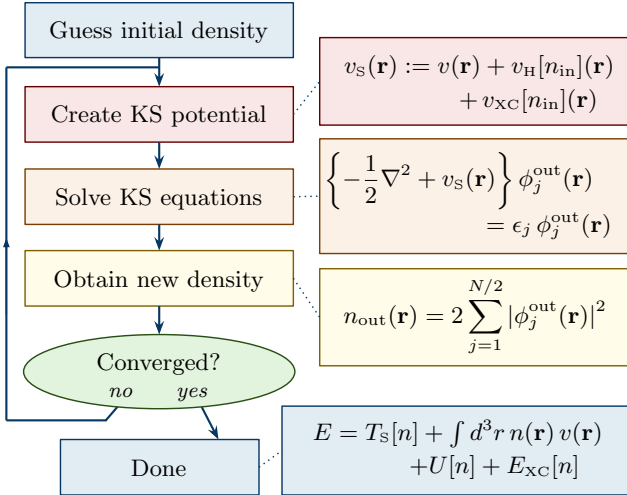 Guess initial density
Create KS potential
v_S(𝐫) := v(𝐫) + v_H[n_in](𝐫)
+ v_XC[n_in](𝐫)
Solve KS equations
{−1/2 ∇² + v_S(𝐫)} ϕ_j^out(𝐫)
= ϵ_j ϕ_j^out(𝐫)
Obtain new density
n_out(𝐫) = 2 ∑_{j=1}^{N/2} |ϕ_j^out(𝐫)|²
Converged?
no yes
Done
E = T_S[n] + ∫ d³r n(𝐫) v(𝐫)
+U[n] + E_XC[n]